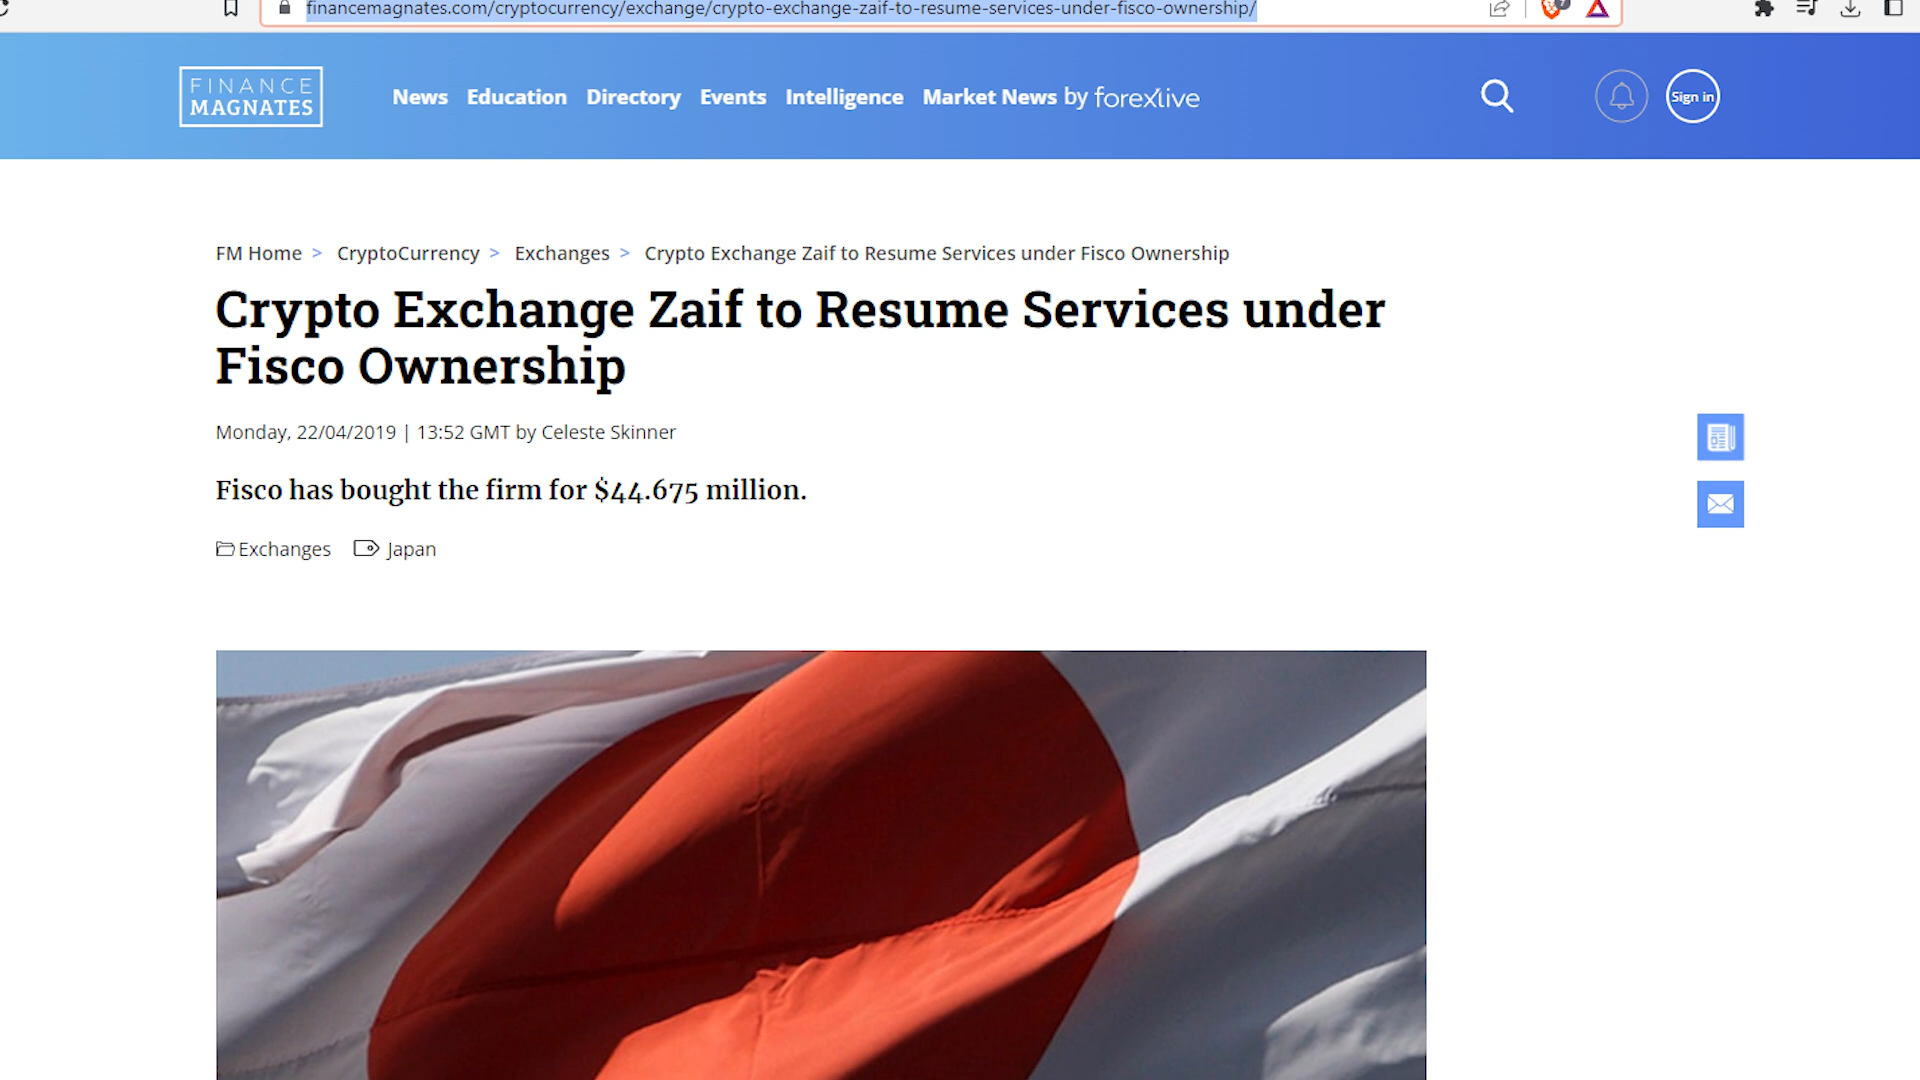 financemagnates.com/cryptocurrency/exchange/crypto-exchange-zaif-to-resume-services-under-fisco-ownership/
7
FINANCE
MAGNATES
News Education Directory Events Intelligence Market News by forexlive
Sign in
FM Home > CryptoCurrency > Exchanges > Crypto Exchange Zaif to Resume Services under Fisco Ownership
Crypto Exchange Zaif to Resume Services under
Fisco Ownership
Monday, 22/04/2019 | 13:52 GMT by Celeste Skinner
Fisco has bought the firm for $44.675 million.
Exchanges Japan